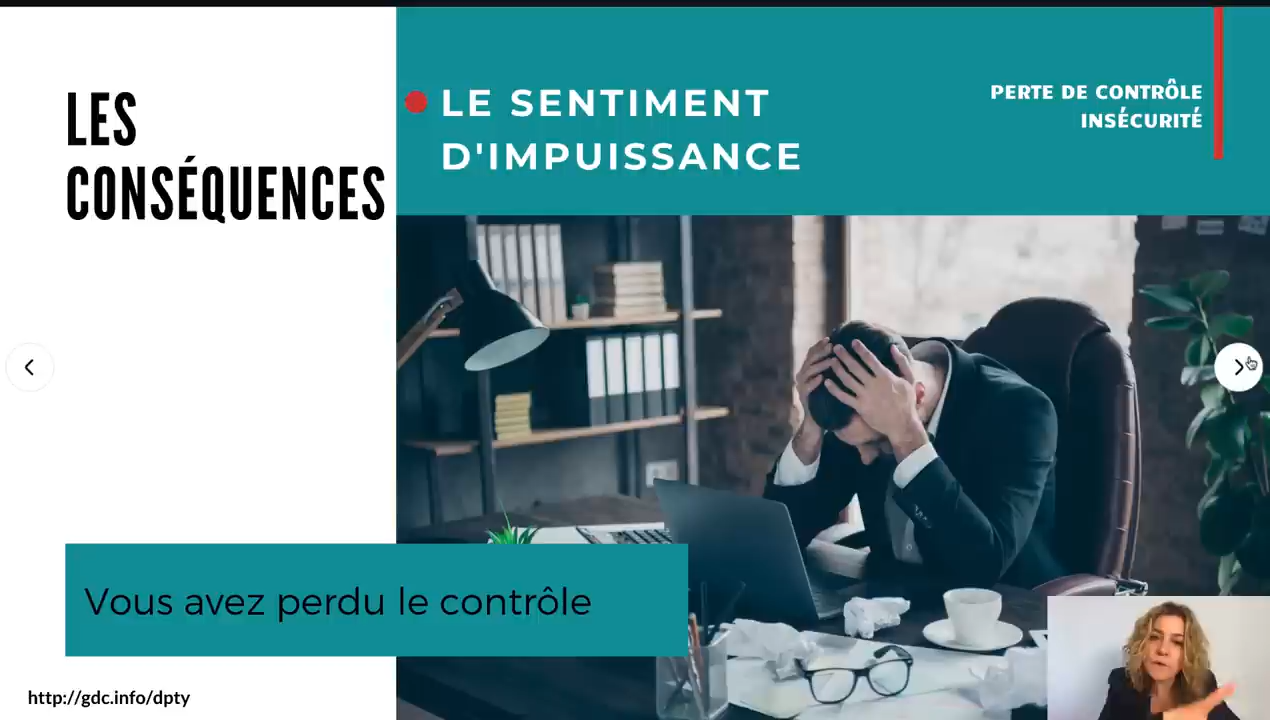 LES
CONSÉQUENCES
LE SENTIMENT
D'IMPUISSANCE
PERTE DE CONTRÔLE
INSÉCURITÉ
Vous avez perdu le contrôle
http://gdc.info/dpty